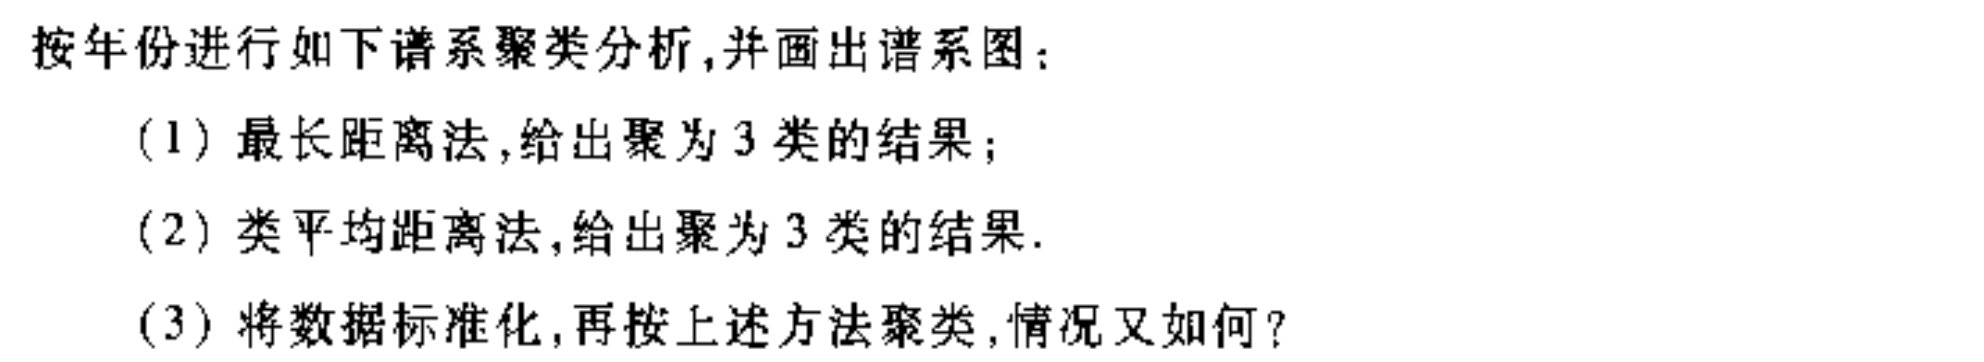 按年份进行如下谱系聚类分析,并画出谱系图:
(1) 最长距离法,给出聚为 3 类的结果;
(2) 类平均距离法,给出聚为 3 类的结果.
(3) 将数据标准化,再按上述方法聚类,情况又如何?